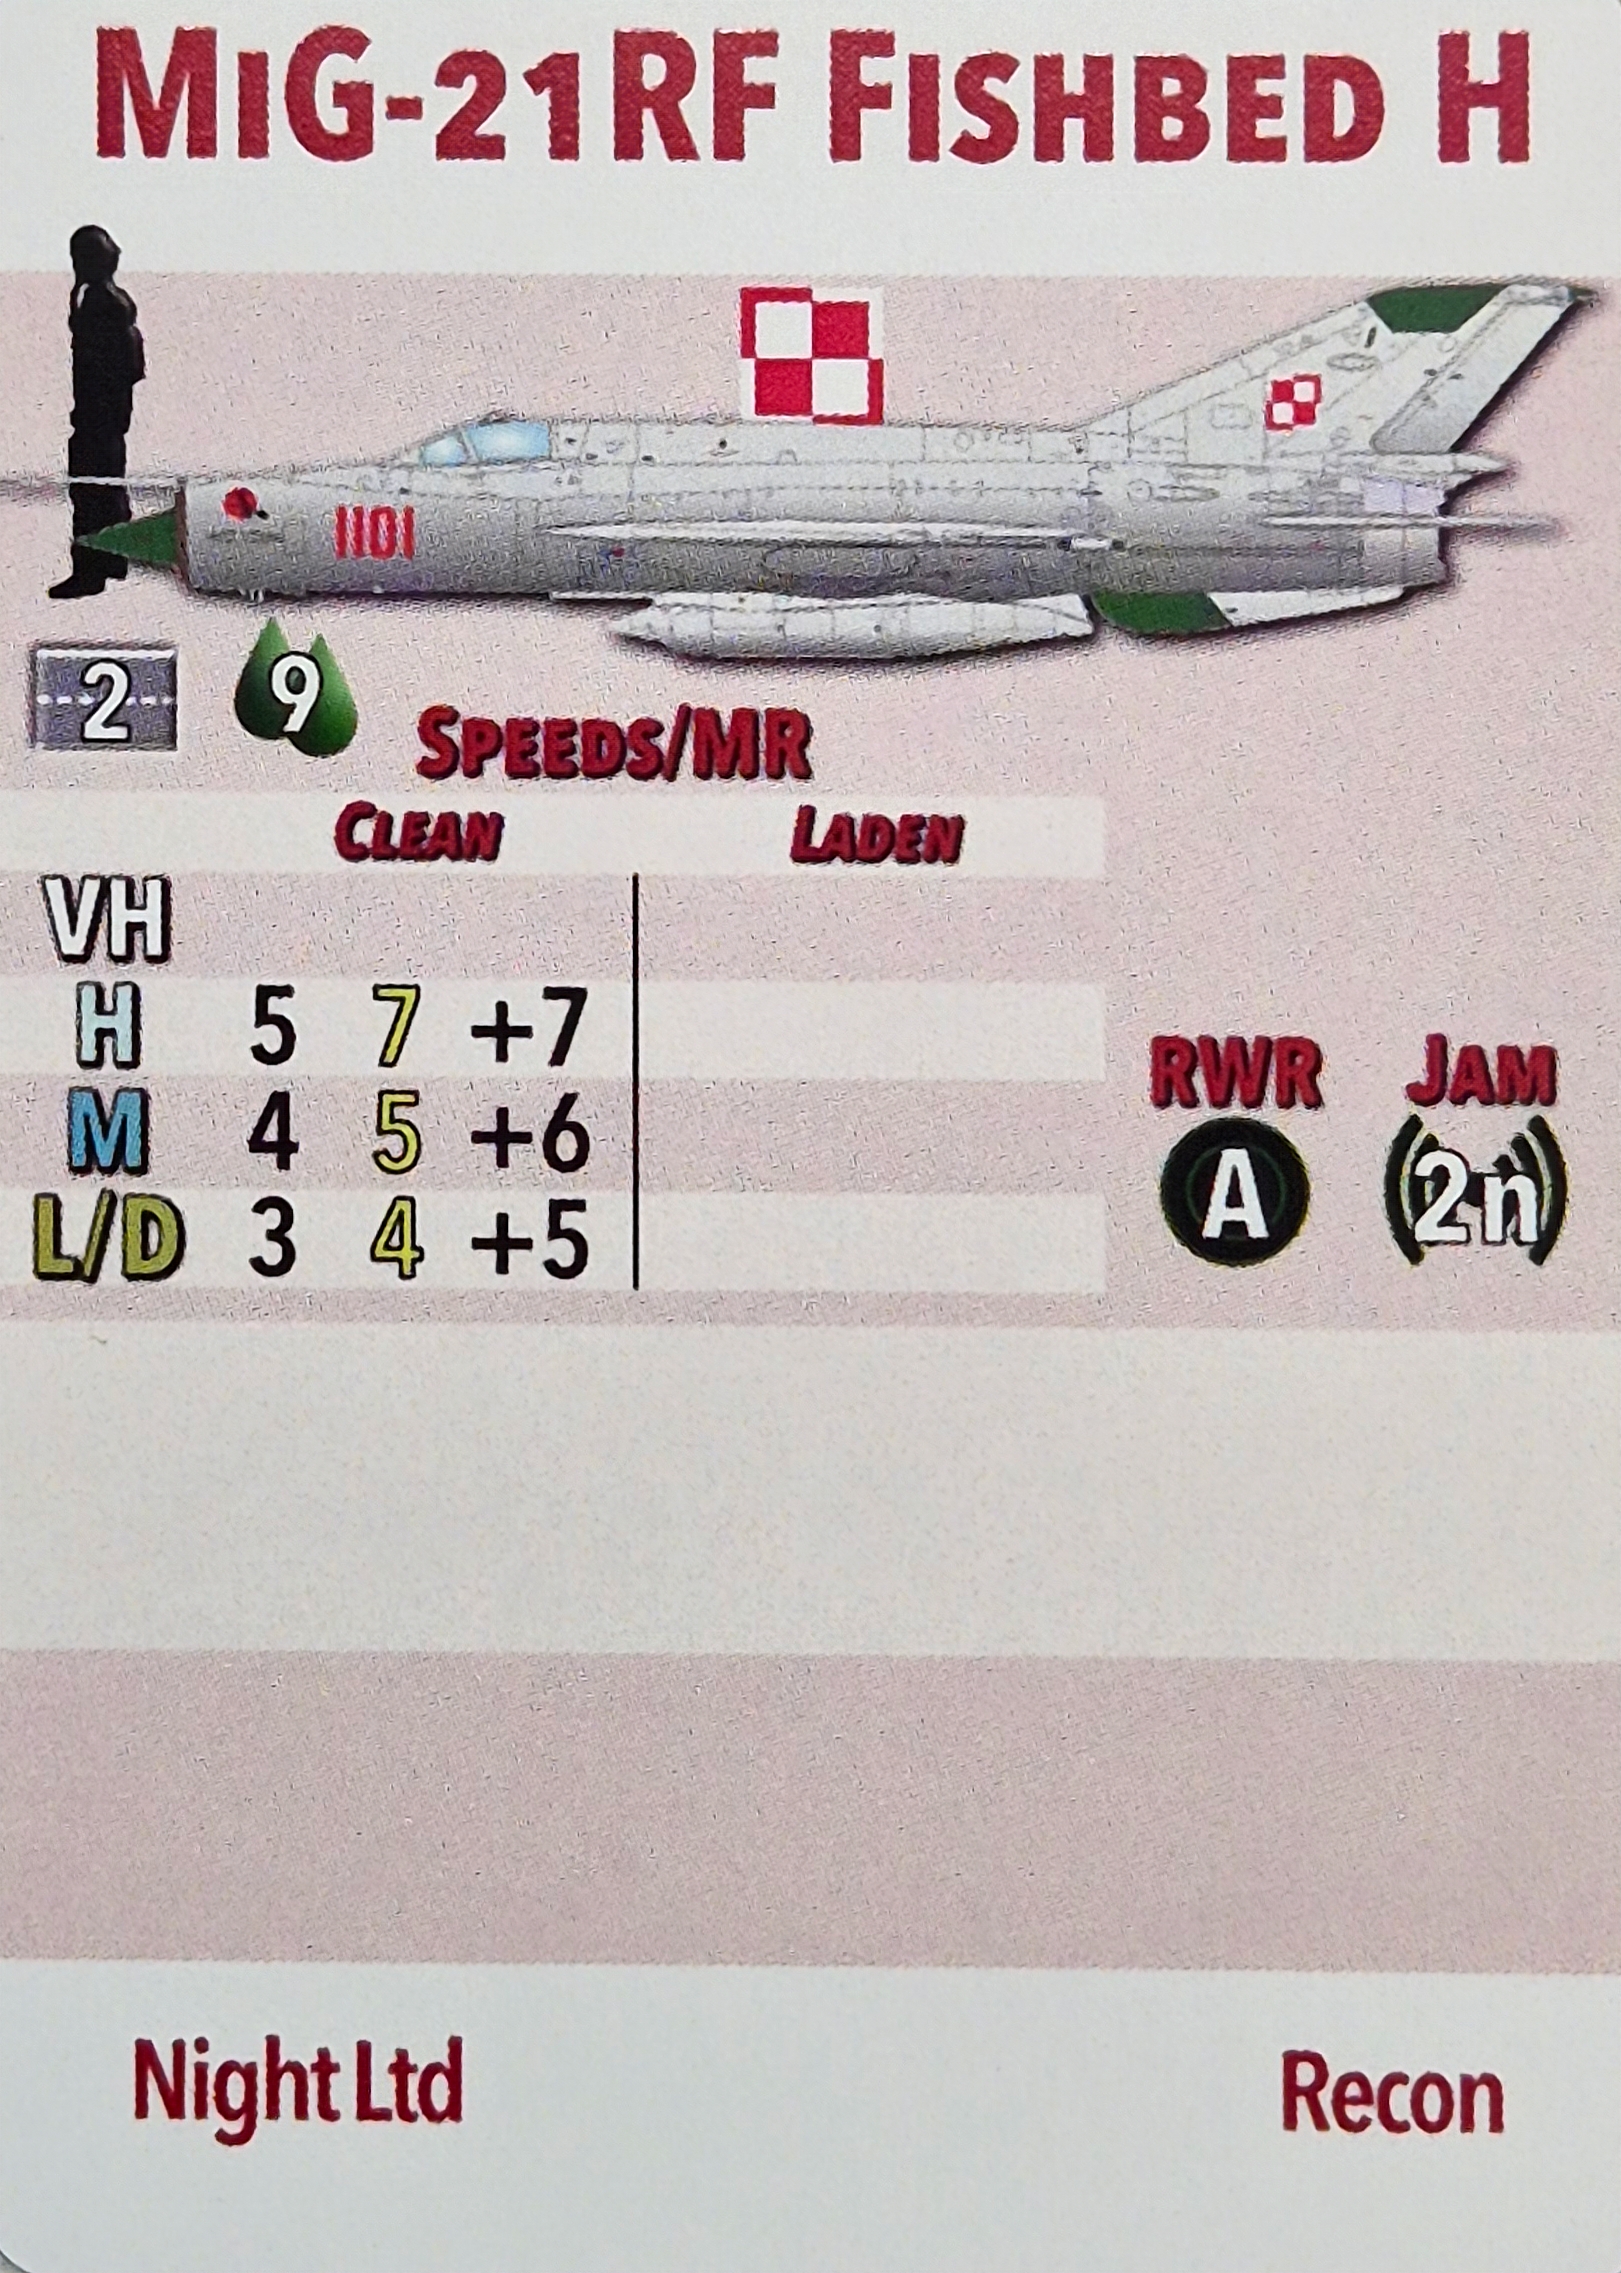 MiG-21RF Fishbed H
1101
2 9
Speeds/MR
Clean Laden
VH
H 5 7 +7
M 4 5 +6
L/D 3 4 +5
RWR Jam
A 2n
Night Ltd Recon